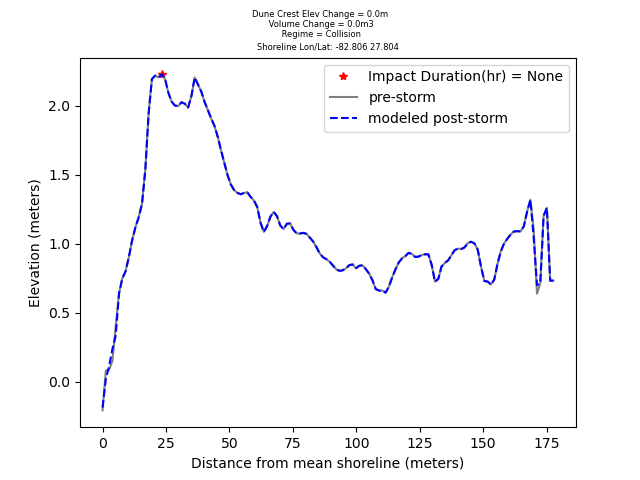 Dune Crest Elev Change = 0.0m
Volume Change = 0.0m3
Regime = Collision
Shoreline Lon/Lat: -82.806 27.804
Impact Duration(hr) = None
pre-storm
modeled post-storm
2.0
1.5
1.0
0.5
0.0
Elevation (meters)
0 25 50 75 100 125 150 175
Distance from mean shoreline (meters)